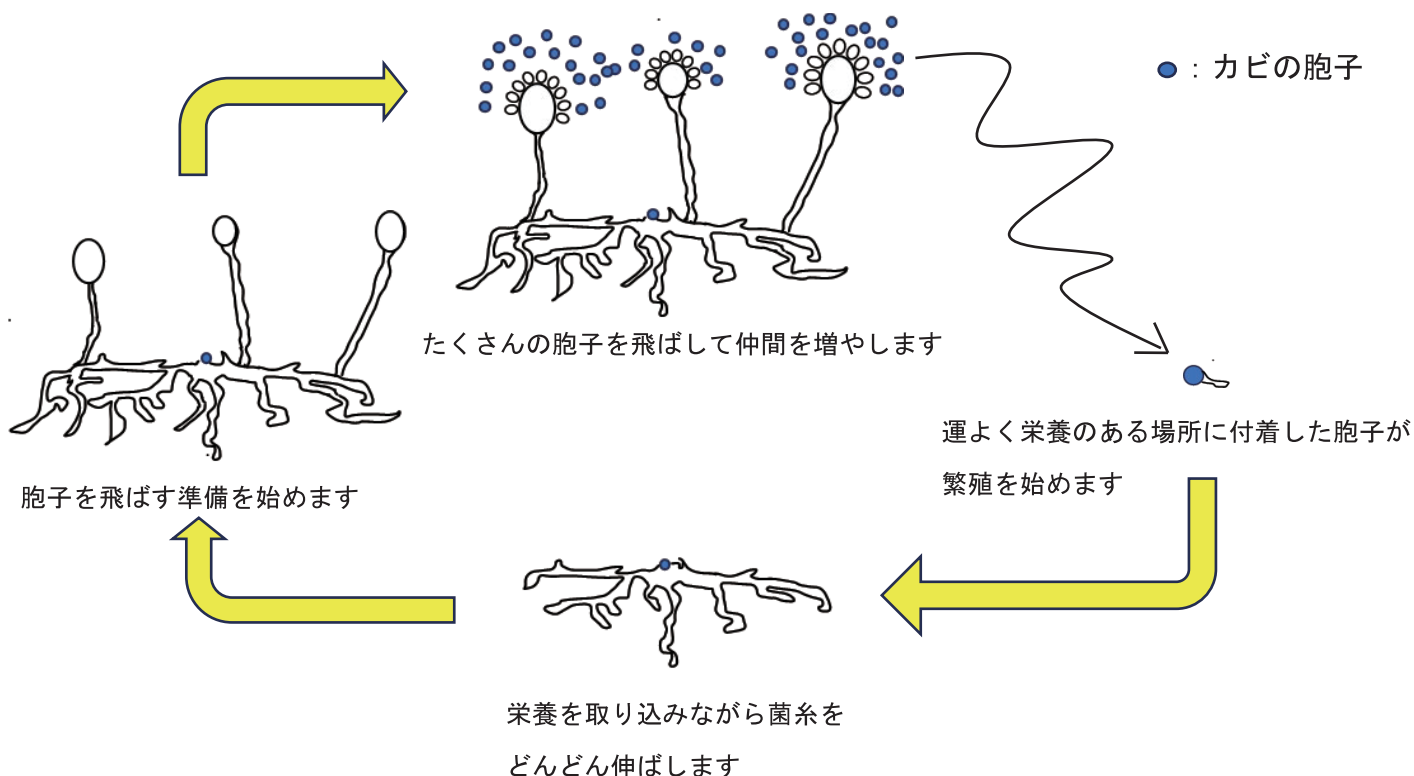 ●：カビの胞子
たくさんの胞子を飛ばして仲間を増やします
運よく栄養のある場所に付着した胞子が
繁殖を始めます
栄養を取り込みながら菌糸を
どんどん伸ばします
胞子を飛ばす準備を始めます